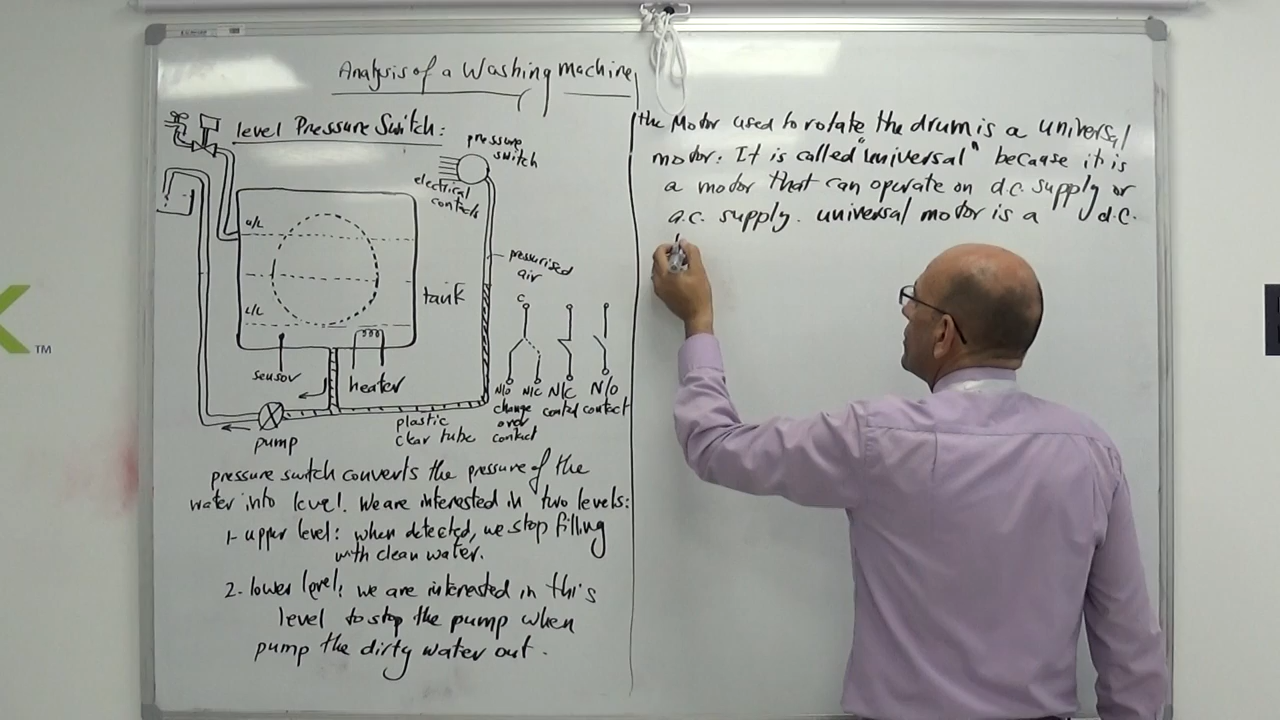 Analysis of a Washing Machine
level Pressure Switch:
pressure
switch
electrical
contacts
u/L
pressurised
air
tank
L/L
C
sensor
heater
N/O
N/C
N/C
N/O
change
over
contact
contact
contact
pump
plastic
clear tube
pressure switch converts the pressure of the
water into level. We are interested in two levels:
1- upper level: when detected, we stop filling
with clean water.
2- lower level: we are interested in this
level to stop the pump when
pump the dirty water out.
the Motor used to rotate the drum is a universal
motor: It is called "universal" because it is
a motor that can operate on d.c. supply or
a.c. supply. universal motor is a d.c.
K
TM